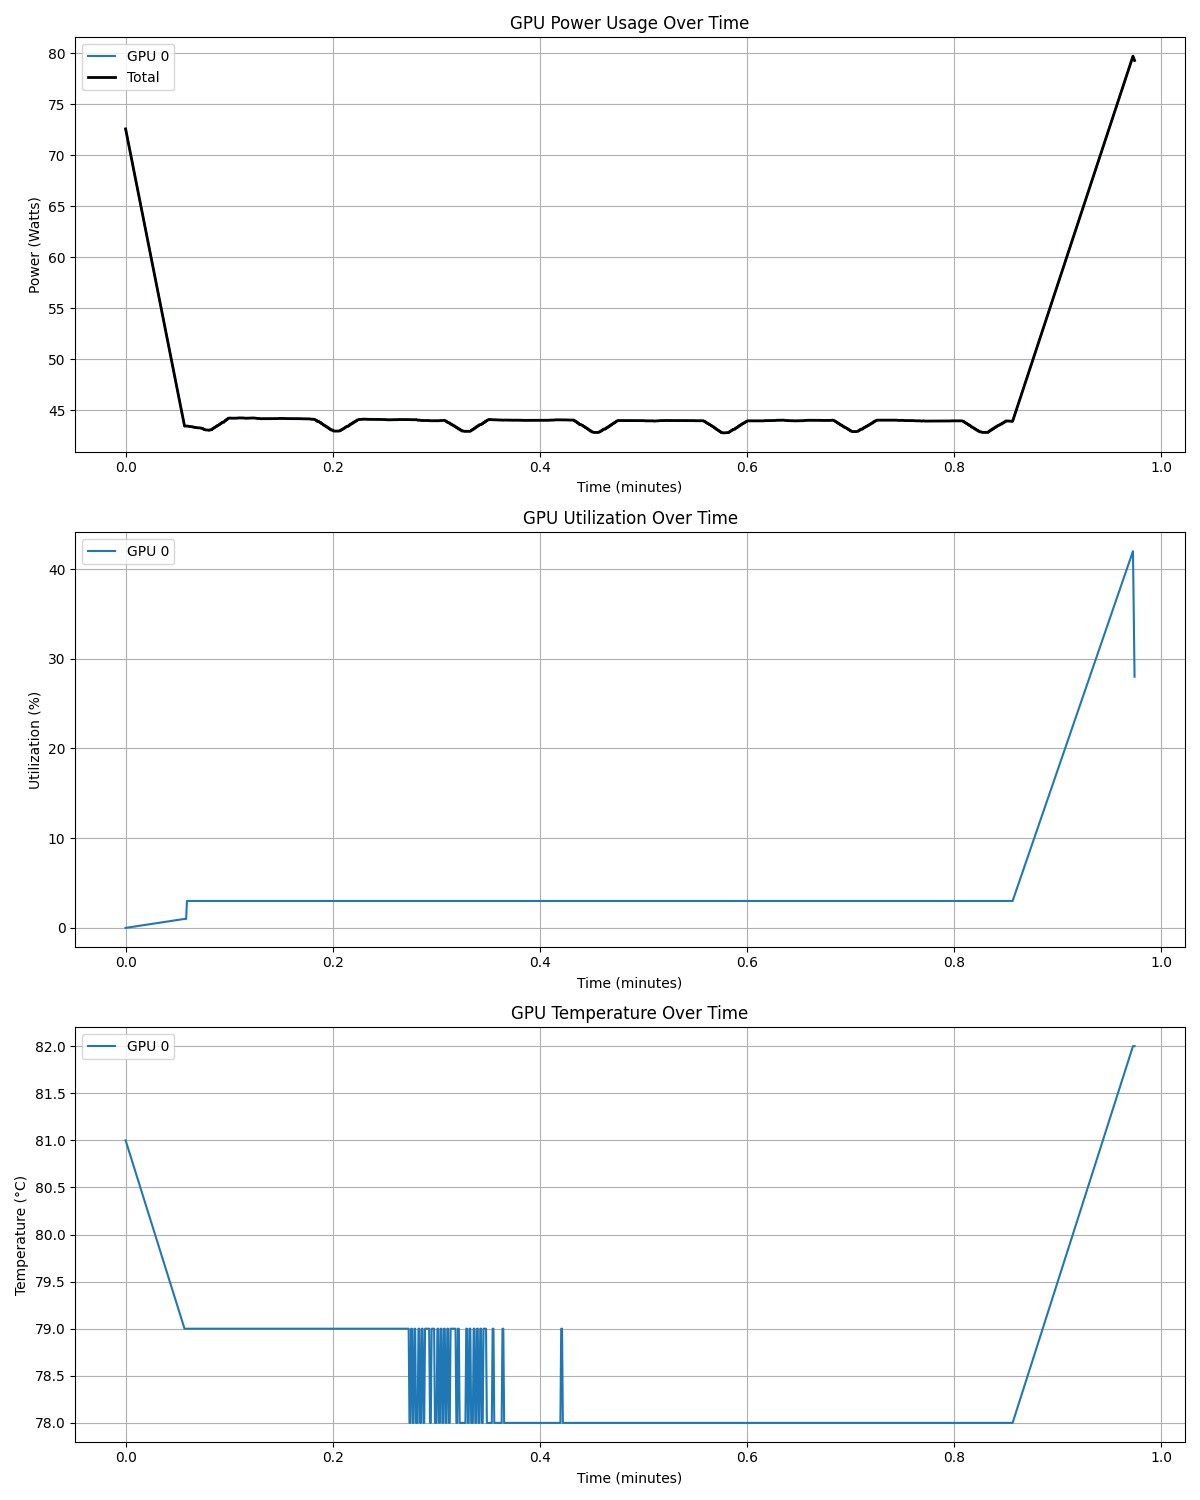 GPU Power Usage Over Time
GPU 0
Total
80
75
70
65
60
55
50
45
Power (Watts)
0.0 0.2 0.4 0.6 0.8 1.0
Time (minutes)
GPU Utilization Over Time
GPU 0
40
30
20
10
0
Utilization (%)
0.0 0.2 0.4 0.6 0.8 1.0
Time (minutes)
GPU Temperature Over Time
GPU 0
82.0
81.5
81.0
80.5
80.0
79.5
79.0
78.5
78.0
Temperature (°C)
0.0 0.2 0.4 0.6 0.8 1.0
Time (minutes)